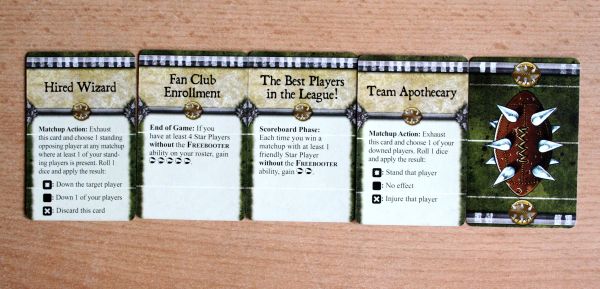 Hired Wizard
Matchup Action: Exhaust
this card and choose 1 standing
opposing player at any matchup
where at least 1 of your stand-
ing players is present. Roll 1
dice and apply the result:
: Down the target player
: Down 1 of your players
: Discard this card
Fan Club
Enrollment
End of Game: If you
have at least 4 Star Players
without the FREEBOOTER
ability on your roster, gain
The Best Players
in the League!
Scoreboard Phase:
Each time you win a
matchup with at least 1
friendly Star Player
without the FREEBOOTER
ability, gain
Team Apothecary
Matchup Action: Exhaust
this card and choose 1 of your
downed players. Roll 1 dice
and apply the result:
: Stand that player
: No effect
: Injure that player